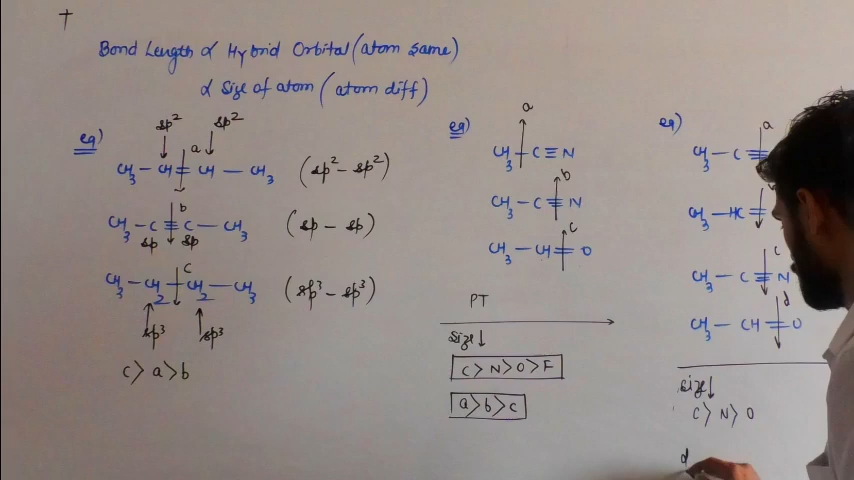 Bond Length α Hybrid Orbital (atom same)
α Size of atom (atom diff)
eg)
sp² sp²
a
CH3 – CH = CH – CH3 (sp² – sp²)
b
CH3 – C ≡ C – CH3 (sp – sp)
sp sp
c
CH3 – CH2 – CH2 – CH3 (sp³ – sp³)
sp³ sp³
c > a > b
eg)
a
CH3 – C ≡ N
b
CH3 – C ≡ N
c
CH3 – CH = O
PT
Size↓
C > N > O > F
a > b > c
eg)
a
CH3 – C ≡
CH3 – HC =
c
CH3 – C ≡ N
d
CH3 – CH = O
size↓
C > N > O
d